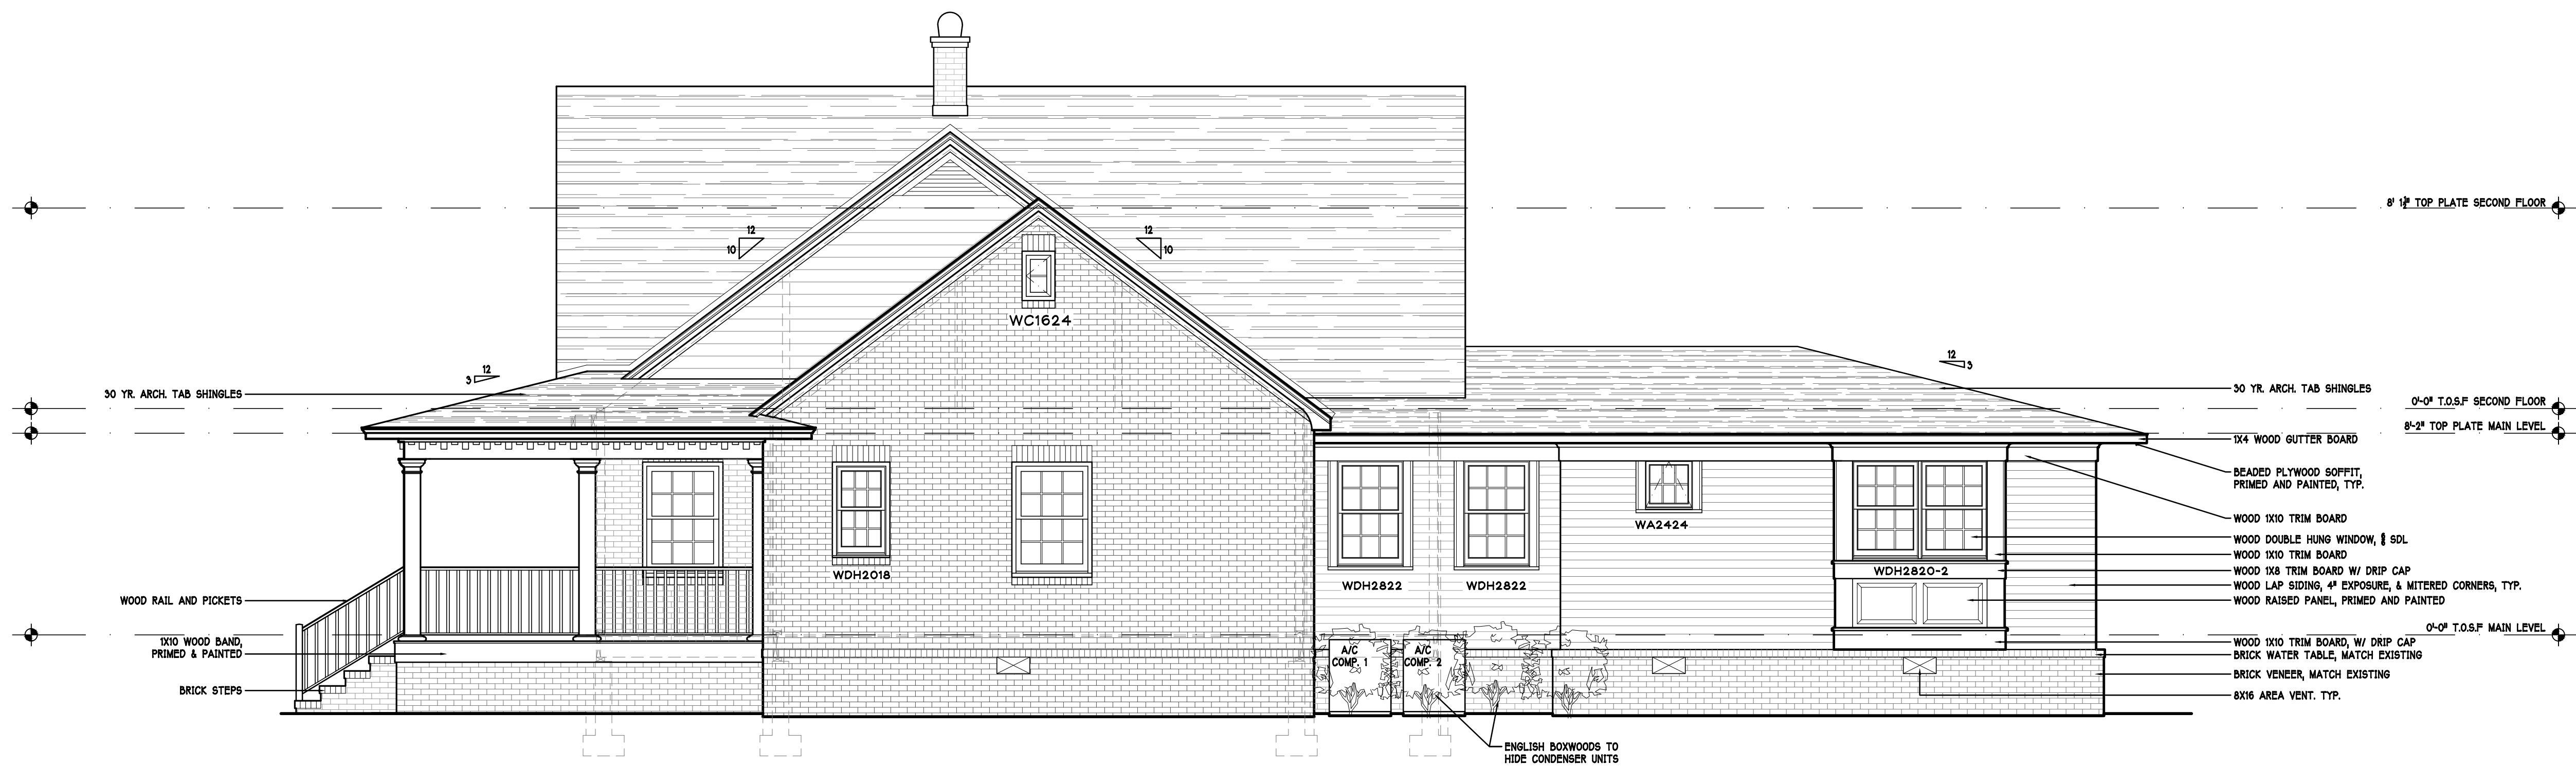 8' 1½" TOP PLATE SECOND FLOOR
12
10
12
10
WC1624
12
3
12
3
30 YR. ARCH. TAB SHINGLES
30 YR. ARCH. TAB SHINGLES
0'-0" T.O.S.F SECOND FLOOR
8'-2" TOP PLATE MAIN LEVEL
1X4 WOOD GUTTER BOARD
BEADED PLYWOOD SOFFIT,
PRIMED AND PAINTED, TYP.
WOOD 1X10 TRIM BOARD
WA2424
WOOD DOUBLE HUNG WINDOW, SDL
WOOD 1X10 TRIM BOARD
WDH2018
WDH2822
WDH2822
WDH2820-2
WOOD 1X8 TRIM BOARD W/ DRIP CAP
WOOD LAP SIDING, 4" EXPOSURE, & MITERED CORNERS, TYP.
WOOD RAIL AND PICKETS
WOOD RAISED PANEL, PRIMED AND PAINTED
0'-0" T.O.S.F MAIN LEVEL
1X10 WOOD BAND,
PRIMED & PAINTED
A/C
COMP. 1
A/C
COMP. 2
WOOD 1X10 TRIM BOARD, W/ DRIP CAP
BRICK WATER TABLE, MATCH EXISTING
BRICK VENEER, MATCH EXISTING
BRICK STEPS
8X16 AREA VENT. TYP.
ENGLISH BOXWOODS TO
HIDE CONDENSER UNITS